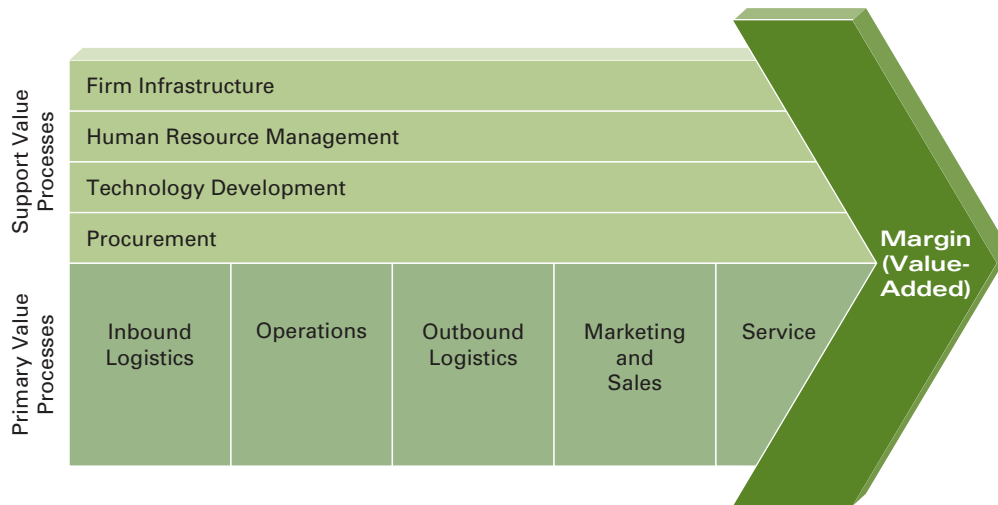 Support Value
Processes
Firm Infrastructure
Human Resource Management
Technology Development
Procurement
Primary Value
Processes
Inbound
Logistics
Operations
Outbound
Logistics
Marketing
and
Sales
Service
Margin
(Value-
Added)